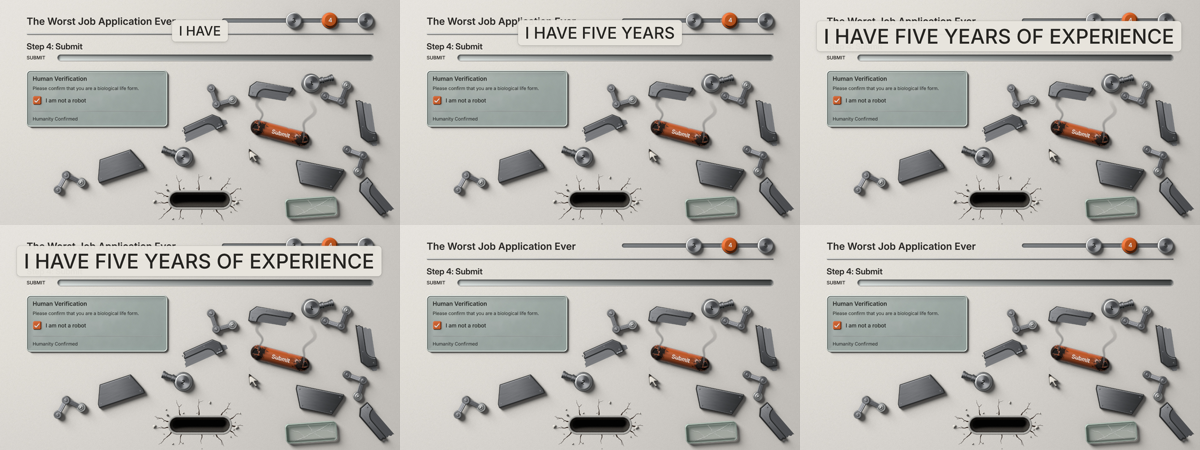 The Worst Job Application Ever
4
I HAVE
Step 4: Submit
SUBMIT
Human Verification
Please confirm that you are a biological life form.
I am not a robot
Humanity Confirmed
Submit
The Worst Job Application Ever
4
I HAVE FIVE YEARS
Step 4: Submit
SUBMIT
Human Verification
Please confirm that you are a biological life form.
I am not a robot
Humanity Confirmed
Submit
The Worst Job Application Ever
4
I HAVE FIVE YEARS OF EXPERIENCE
SUBMIT
Human Verification
Please confirm that you are a biological life form.
I am not a robot
Humanity Confirmed
Submit
The Worst Job Application Ever
4
I HAVE FIVE YEARS OF EXPERIENCE
SUBMIT
Human Verification
Please confirm that you are a biological life form.
I am not a robot
Humanity Confirmed
Submit
The Worst Job Application Ever
4
Step 4: Submit
SUBMIT
Human Verification
Please confirm that you are a biological life form.
I am not a robot
Humanity Confirmed
Submit
The Worst Job Application Ever
4
Step 4: Submit
SUBMIT
Human Verification
Please confirm that you are a biological life form.
I am not a robot
Humanity Confirmed
Submit